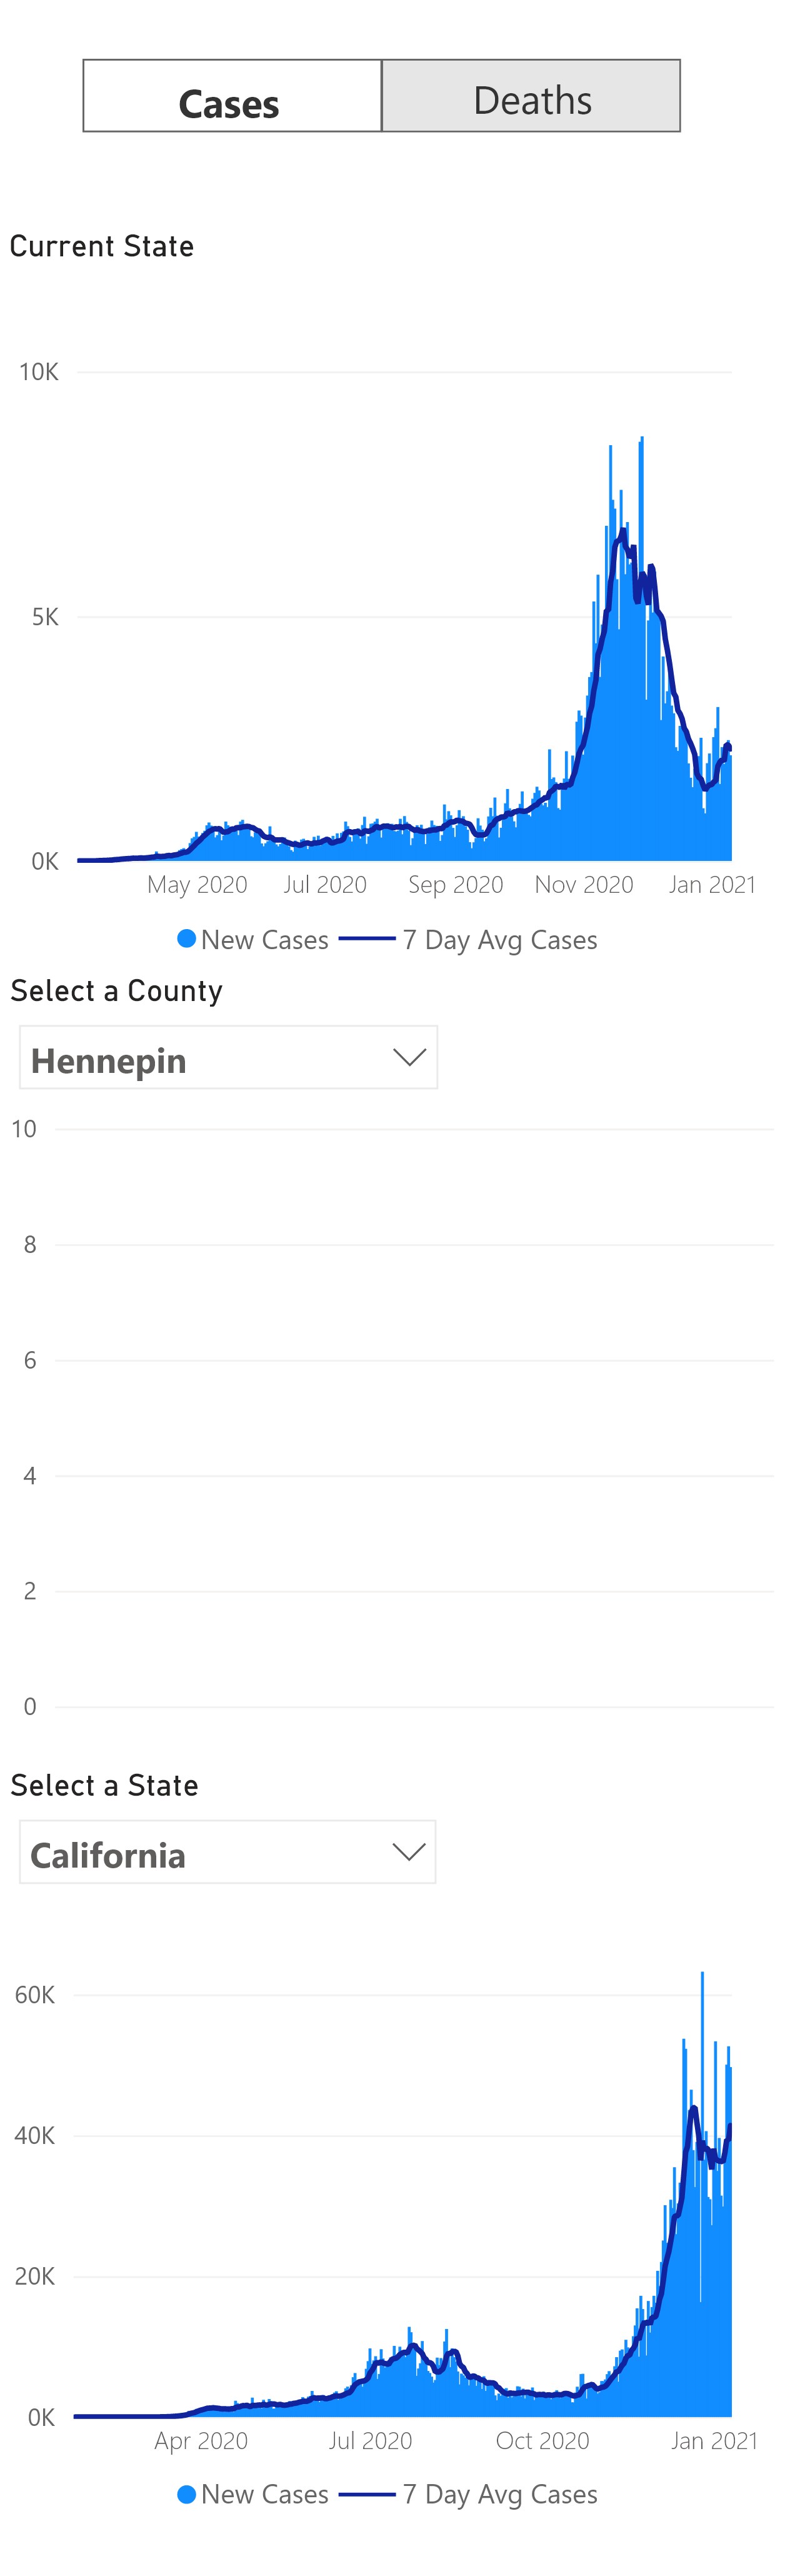 Cases Deaths
Current State
10K
5K
0K
May 2020 Jul 2020 Sep 2020 Nov 2020 Jan 2021
New Cases 7 Day Avg Cases
Select a County
Hennepin
10
8
6
4
2
0
Select a State
California
60K
40K
20K
0K
Apr 2020 Jul 2020 Oct 2020 Jan 2021
New Cases 7 Day Avg Cases